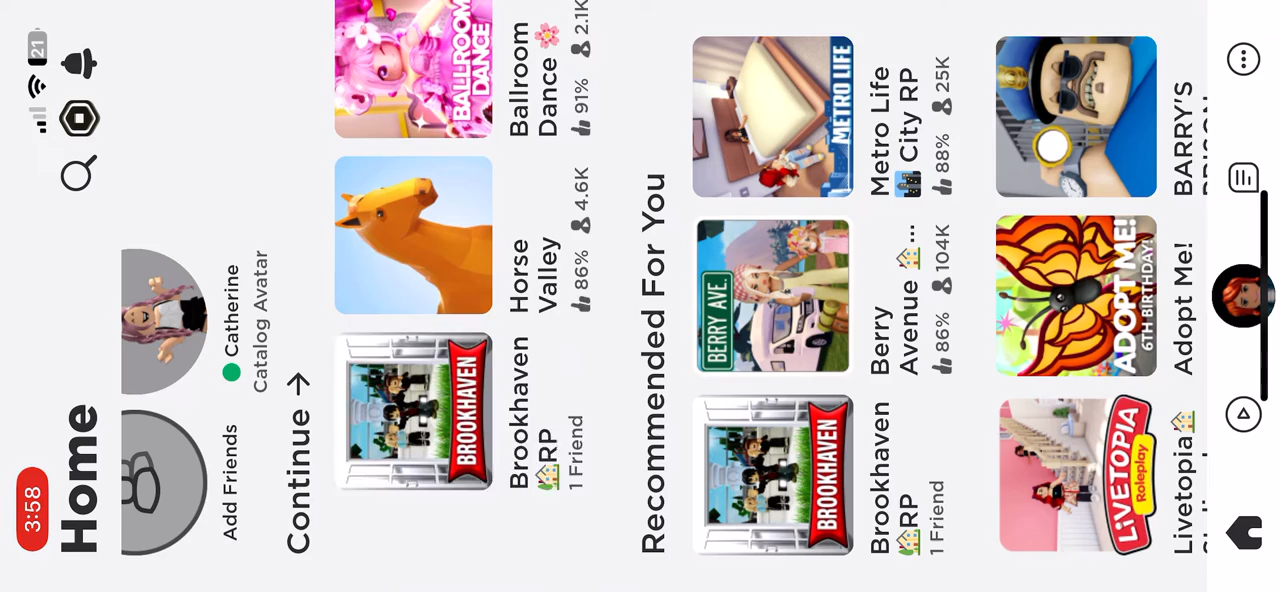 3:58
21
Home
Add Friends
Catherine
Catalog Avatar
Continue →
BROOKHAVEN
BALLROOM
DANCE
Brookhaven
🏡RP
1 Friend
Horse
Valley
86% 4.6K
Ballroom
Dance 🌸
91% 2.1K
Recommended For You
BROOKHAVEN
BERRY AVE.
METRO LIFE
Brookhaven
🏡RP
1 Friend
Berry
Avenue 🏠...
86% 104K
Metro Life
🏙️ City RP
88% 25K
LIVETOPIA
Roleplay
ADOPT ME!
6TH BIRTHDAY!
Livetopia🏠
Adopt Me!
BARRY'S